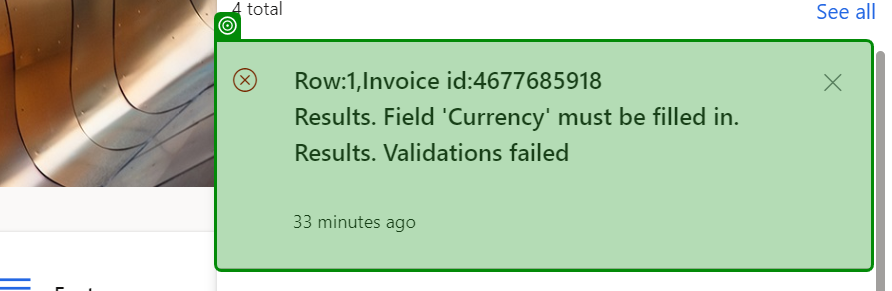 4 total
See all
Row:1,Invoice id:4677685918
Results. Field 'Currency' must be filled in.
Results. Validations failed
33 minutes ago